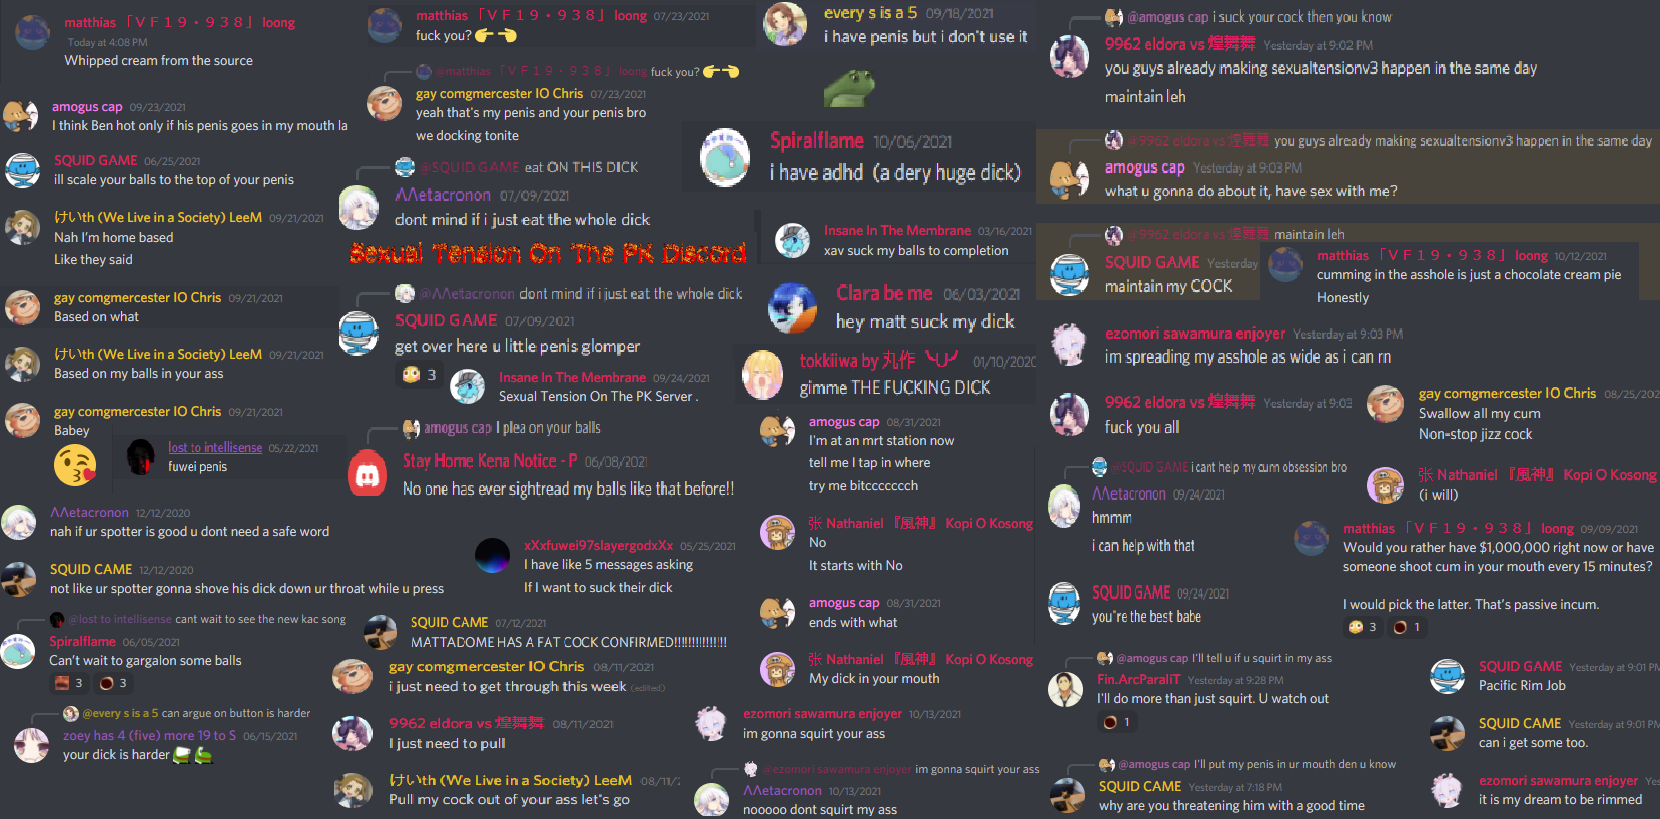 matthias 「ＶＦ１９・９３８」 loong
Today at 4:08 PM
Whipped cream from the source
amogus cap 09/23/2021
I think Ben hot only if his penis goes in my mouth la
SQUID GAME 06/25/2021
ill scale your balls to the top of your penis
けいth (We Live in a Society) LeeM 09/21/2021
Nah I'm home based
Like they said
gay comgmercester IO Chris 09/21/2021
Based on what
けいth (We Live in a Society) LeeM 09/21/2021
Based on my balls in your ass
gay comgmercester IO Chris 09/21/2021
Babey
lost to intellisense 05/22/2021
fuwei penis
ΛΛetacronon 12/12/2020
nah if ur spotter is good u dont need a safe word
SQUID CAME 12/12/2020
not like ur spotter gonna shove his dick down ur throat while u press
@lost to intellisense cant wait to see the new kac song
Spiralflame 06/05/2021
Can't wait to gargalon some balls
3 3
@every s is a 5 can argue on button is harder
zoey has 4 (five) more 19 to S 06/15/2021
your dick is harder
matthias 「ＶＦ１９・９３８」 loong 07/23/2021
fuck you? 👉 👈
@matthias 「ＶＦ１９・９３８」 loong fuck you? 👉 👈
gay comgmercester IO Chris 07/23/2021
yeah that's my penis and your penis bro
we docking tonite
@SQUID GAME eat ON THIS DICK
ΛΛetacronon 07/09/2021
dont mind if i just eat the whole dick
Sexual Tension On The PK Discord
@ΛΛetacronon dont mind if i just eat the whole dick
SQUID GAME 07/09/2021
get over here u little penis glomper
3
Insane In The Membrane 09/24/2021
Sexual Tension On The PK Server .
amogus cap I plea on your balls
Stay Home Kena Notice - P 06/08/2021
No one has ever sightread my balls like that before!!
xXxfuwei97slayergodxXx 05/25/2021
I have like 5 messages asking
If I want to suck their dick
SQUID CAME 07/12/2021
MATTADOME HAS A FAT COCK CONFIRMED!!!!!!!!!!!!!!!
gay comgmercester IO Chris 08/11/2021
i just need to get through this week (edited)
9962 eldora vs 煌舞舞 08/11/2021
I just need to pull
けいth (We Live in a Society) LeeM 08/11/2
Pull my cock out of your ass let's go
every s is a 5 09/18/2021
i have penis but i don't use it
Spiralflame 10/06/2021
i have adhd (a dery huge dick)
Insane In The Membrane 03/16/2021
xav suck my balls to completion
Clara be me 06/03/2021
hey matt suck my dick
tokkiiwa by 丸作 01/10/2020
gimme THE FUCKING DICK
amogus cap 08/31/2021
I'm at an mrt station now
tell me I tap in where
try me bitcccccccch
张 Nathaniel 『風神』 Kopi O Kosong
No
It starts with No
amogus cap 08/31/2021
ends with what
张 Nathaniel 『風神』 Kopi O Kosong
My dick in your mouth
ezomori sawamura enjoyer 10/13/2021
im gonna squirt your ass
@ezomori sawamura enjoyer im gonna squirt your ass
ΛΛetacronon 10/13/2021
nooooo dont squirt my ass
@amogus cap i suck your cock then you know
9962 eldora vs 煌舞舞 Yesterday at 9:02 PM
you guys already making sexualtensionv3 happen in the same day
maintain leh
@9962 eldora vs 煌舞舞 you guys already making sexualtensionv3 happen in the same day
amogus cap Yesterday at 9:03 PM
what u gonna do about it, have sex with me?
@9962 eldora vs 煌舞舞 maintain leh
SQUID GAME Yesterday
maintain my COCK
matthias 「ＶＦ１９・９３８」 loong 10/12/2021
cumming in the asshole is just a chocolate cream pie
Honestly
ezomori sawamura enjoyer Yesterday at 9:03 PM
im spreading my asshole as wide as i can rn
9962 eldora vs 煌舞舞 Yesterday at 9:03
fuck you all
gay comgmercester IO Chris 08/25/202
Swallow all my cum
Non-stop jizz cock
@SQUID GAME i cant help my cum obsession bro
ΛΛetacronon 09/24/2021
hmmm
i can help with that
张 Nathaniel 『風神』 Kopi O Kosong
(i will)
matthias 「ＶＦ１９・９３８」 loong 09/09/2021
Would you rather have $1,000,000 right now or have
someone shoot cum in your mouth every 15 minutes?
I would pick the latter. That's passive incum.
3 1
SQUID GAME 09/24/2021
you're the best babe
@amogus cap I'll tell u if u squirt in my ass
Fin.ArcParaliT Yesterday at 9:28 PM
I'll do more than just squirt. U watch out
1
SQUID GAME Yesterday at 9:01 PM
Pacific Rim Job
SQUID CAME Yesterday at 9:01 PM
can i get some too.
@amogus cap I'll put my penis in ur mouth den u know
SQUID CAME Yesterday at 7:18 PM
why are you threatening him with a good time
ezomori sawamura enjoyer Yes
it is my dream to be rimmed